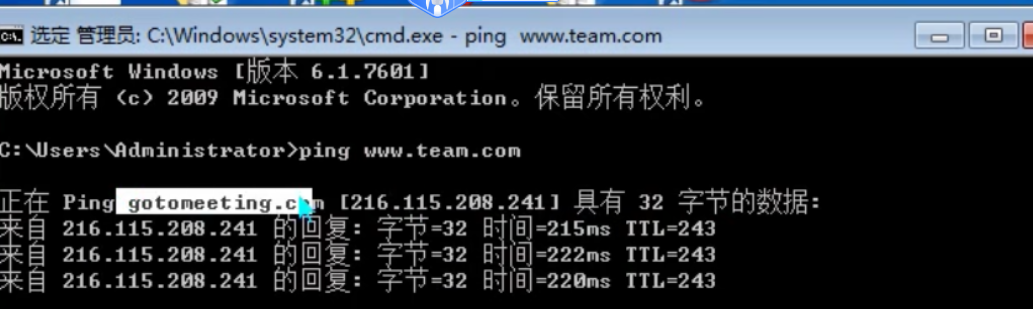 选定 管理员: C:\Windows\system32\cmd.exe - ping www.team.com
Microsoft Windows [版本 6.1.7601]
版权所有 (c) 2009 Microsoft Corporation。保留所有权利。
C:\Users\Administrator>ping www.team.com
正在 Ping gotomeeting.com [216.115.208.241] 具有 32 字节的数据:
来自 216.115.208.241 的回复: 字节=32 时间=215ms TTL=243
来自 216.115.208.241 的回复: 字节=32 时间=222ms TTL=243
来自 216.115.208.241 的回复: 字节=32 时间=220ms TTL=243